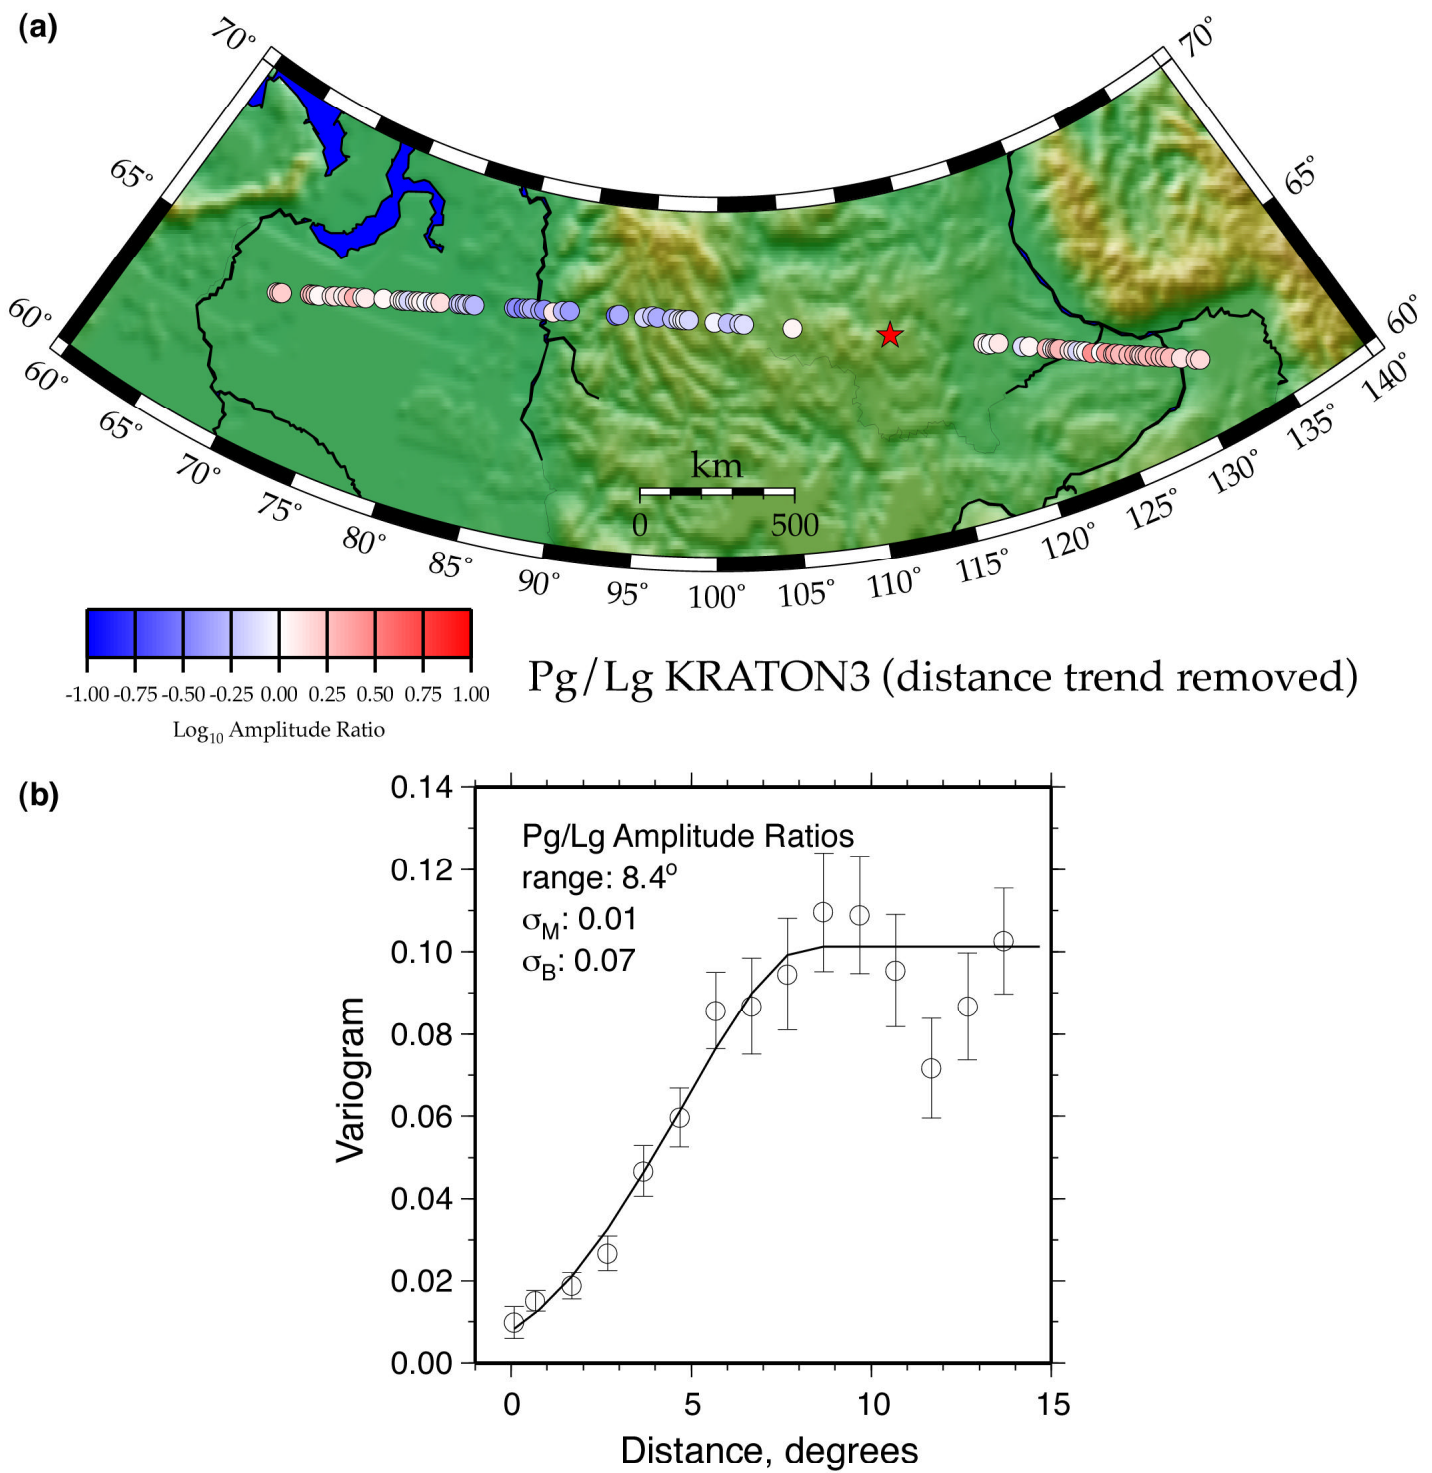 (a)
70°
70°
65°
65°
60°
60°
60°
65°
70°
75°
80°
85°
90°
95°
100°
105°
110°
115°
120°
125°
130°
135°
140°
km
0 500
-1.00 -0.75 -0.50 -0.25 0.00 0.25 0.50 0.75 1.00
Log10 Amplitude Ratio
Pg/Lg KRATON3 (distance trend removed)
(b)
0.14
0.12
0.10
0.08
0.06
0.04
0.02
0.00
Variogram
Pg/Lg Amplitude Ratios
range: 8.4°
σM: 0.01
σB: 0.07
0 5 10 15
Distance, degrees